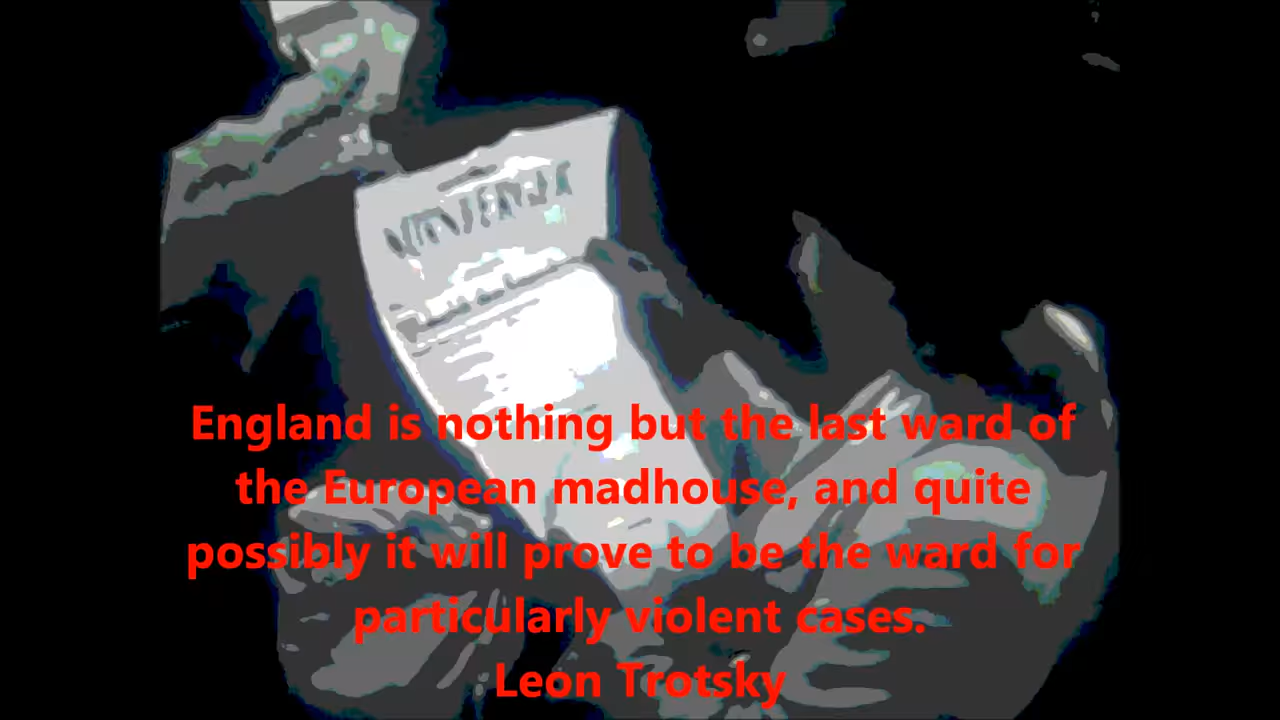 England is nothing but the last ward of
the European madhouse, and quite
possibly it will prove to be the ward for
particularly violent cases.
Leon Trotsky